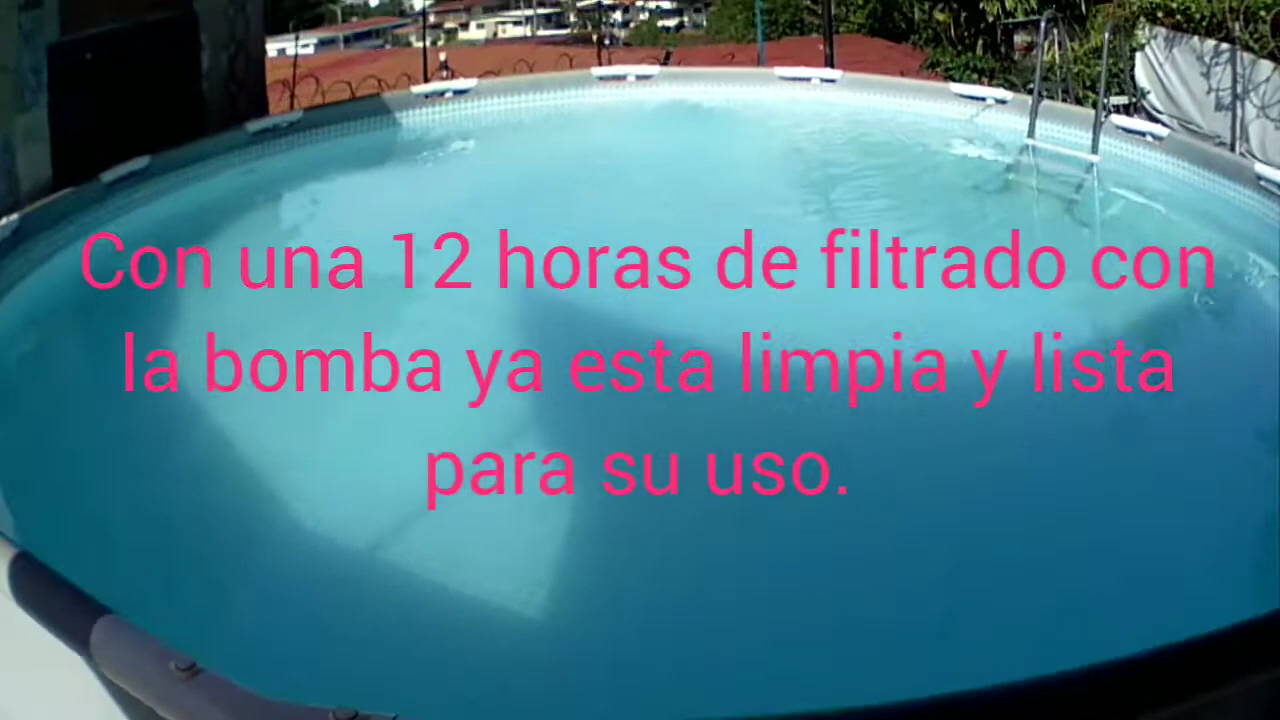 Con una 12 horas de filtrado con
la bomba ya esta limpia y lista
para su uso.